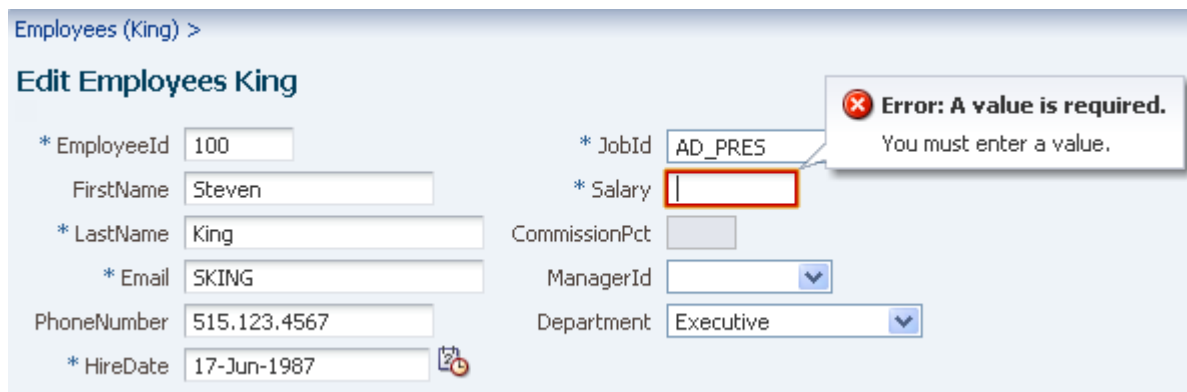 Employees (King) >
Edit Employees King
Error: A value is required.
You must enter a value.
* EmployeeId 100
FirstName Steven
* LastName King
* Email SKING
PhoneNumber 515.123.4567
* HireDate 17-Jun-1987
* JobId AD_PRES
* Salary
CommissionPct
ManagerId
Department Executive